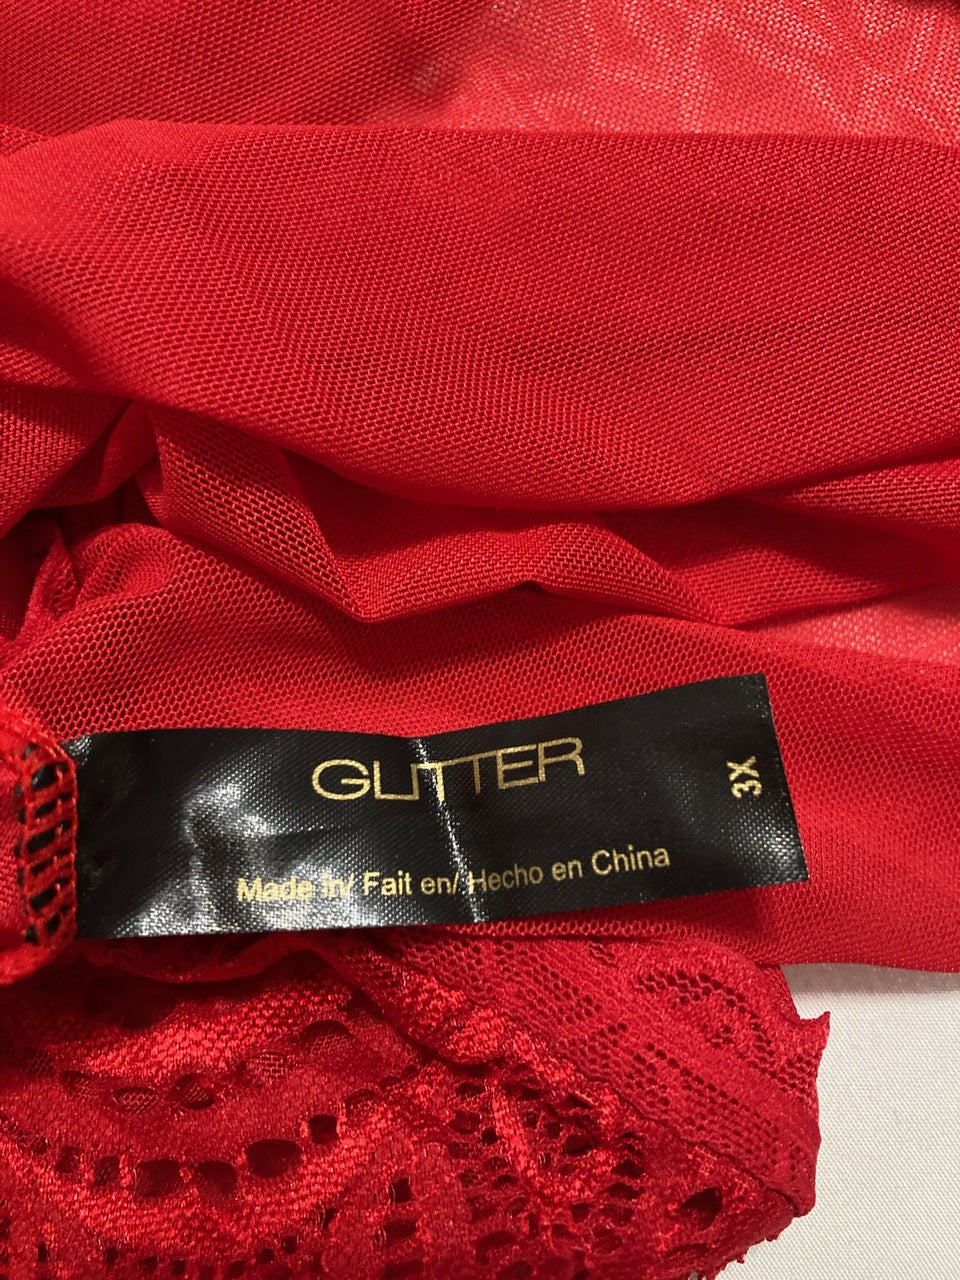 GLITTER
3X
Made in/ Fait en/ Hecho en China